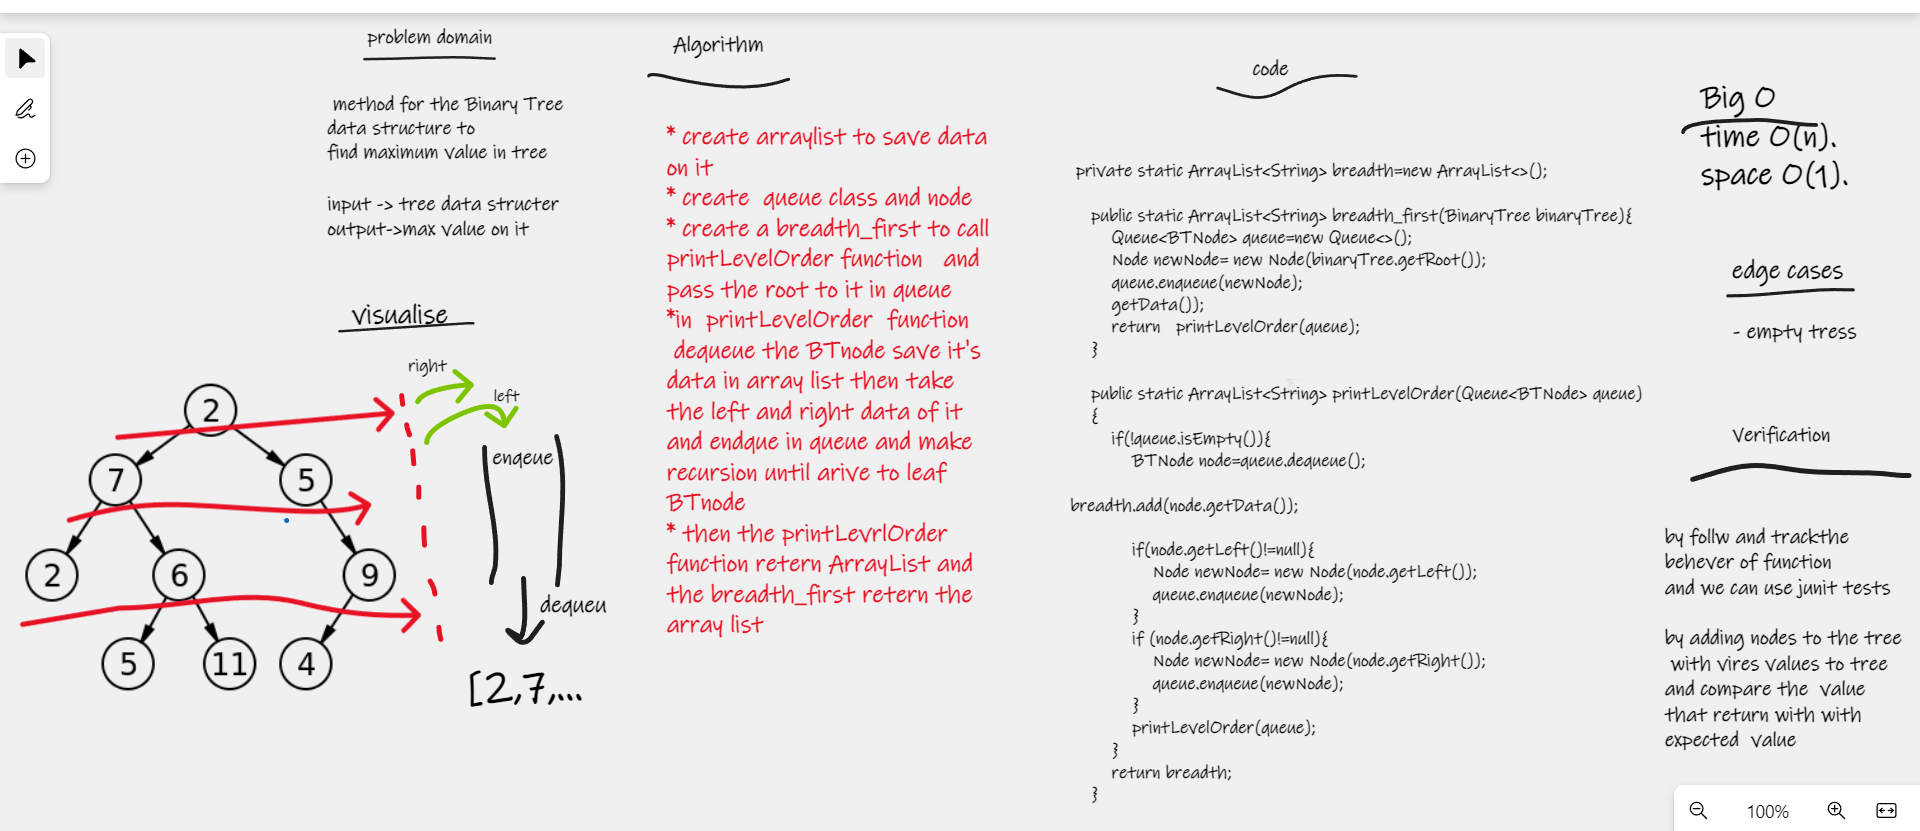 problem domain
method for the Binary Tree
data structure to
find maximum value in tree
input -> tree data structer
output->max value on it
visualise
right
left
2
7
5
2
6
9
5
11
4
enqeue
dequeu
[2,7,...
Algorithm
* create arraylist to save data
on it
* create queue class and node
* create a breadth_first to call
printLevelOrder function and
pass the root to it in queue
*in printLevelOrder function
dequeue the BTnode save it's
data in array list then take
the left and right data of it
and endque in queue and make
recursion until arive to leaf
BTnode
* then the printLevrlOrder
function retern ArrayList and
the breadth_first retern the
array list
code
private static ArrayList<String> breadth=new ArrayList<>();
public static ArrayList<String> breadth_first(BinaryTree binaryTree){
Queue<BTNode> queue=new Queue<>();
Node newNode= new Node(binaryTree.getRoot());
queue.enqueue(newNode);
getData());
return printLevelOrder(queue);
}
public static ArrayList<String> printLevelOrder(Queue<BTNode> queue)
{
if(!queue.isEmpty()){
BTNode node=queue.dequeue();
breadth.add(node.getData());
if(node.getLeft()!=null){
Node newNode= new Node(node.getLeft());
queue.enqueue(newNode);
}
if (node.getRight()!=null){
Node newNode= new Node(node.getRight());
queue.enqueue(newNode);
}
printLevelOrder(queue);
}
return breadth;
}
Big O
time O(n).
space O(1).
edge cases
- empty tress
Verification
by follw and trackthe
behever of function
and we can use junit tests
by adding nodes to the tree
with vires values to tree
and compare the value
that return with with
expected value
100%